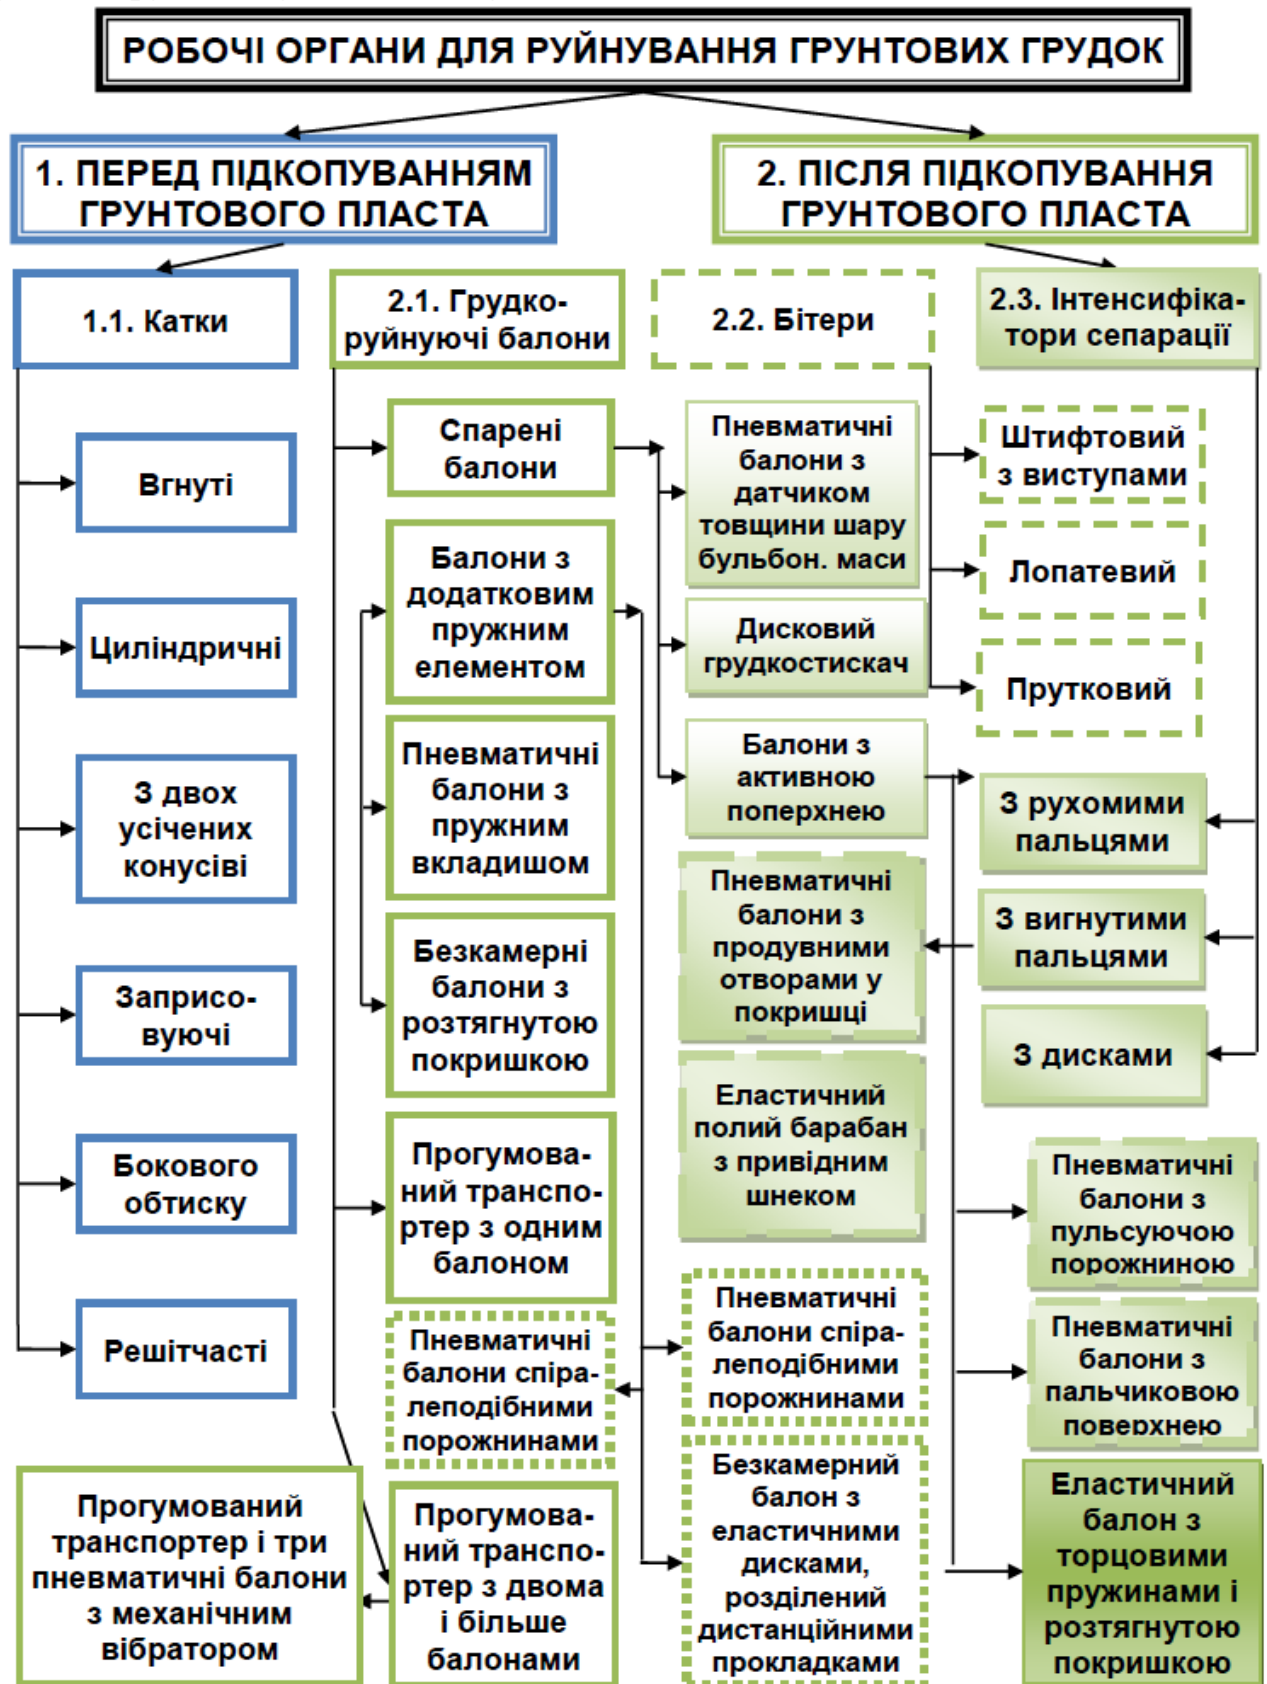 РОБОЧІ ОРГАНИ ДЛЯ РУЙНУВАННЯ ГРУНТОВИХ ГРУДОК
1. ПЕРЕД ПІДКОПУВАННЯМ
ГРУНТОВОГО ПЛАСТА
2. ПІСЛЯ ПІДКОПУВАННЯ
ГРУНТОВОГО ПЛАСТА
1.1. Катки
2.1. Грудко-
руйнуючі балони
2.2. Бітери
2.3. Інтенсифіка-
тори сепарації
Вгнуті
Циліндричні
З двох
усічених
конусіві
Заприсо-
вуючі
Бокового
обтиску
Решітчасті
Спарені
балони
Балони з
додатковим
пружним
елементом
Пневматичні
балони з
пружним
вкладишом
Безкамерні
балони з
розтягнутою
покришкою
Прогумова-
ний транспо-
ртер з одним
балоном
Пневматичні
балони спіра-
леподібними
порожнинами
Прогумований
транспортер і три
пневматичні балони
з механічним
вібратором
Прогумова-
ний транспо-
ртер з двома
і більше
балонами
Пневматичні
балони з
датчиком
товщини шару
бульбон. маси
Дисковий
грудкостискач
Балони з
активною
поперхнею
Пневматичні
балони з
продувними
отворами у
покришці
Еластичний
полий барабан
з привідним
шнеком
Пневматичні
балони спіра-
леподібними
порожнинами
Безкамерний
балон з
еластичними
дисками,
розділений
дистанційними
прокладками
Штифтовий
з виступами
Лопатевий
Прутковий
З рухомими
пальцями
З вигнутими
пальцями
З дисками
Пневматичні
балони з
пульсуючою
порожниною
Пневматичні
балони з
пальчиковою
поверхнею
Еластичний
балон з
торцовими
пружинами і
розтягнутою
покришкою